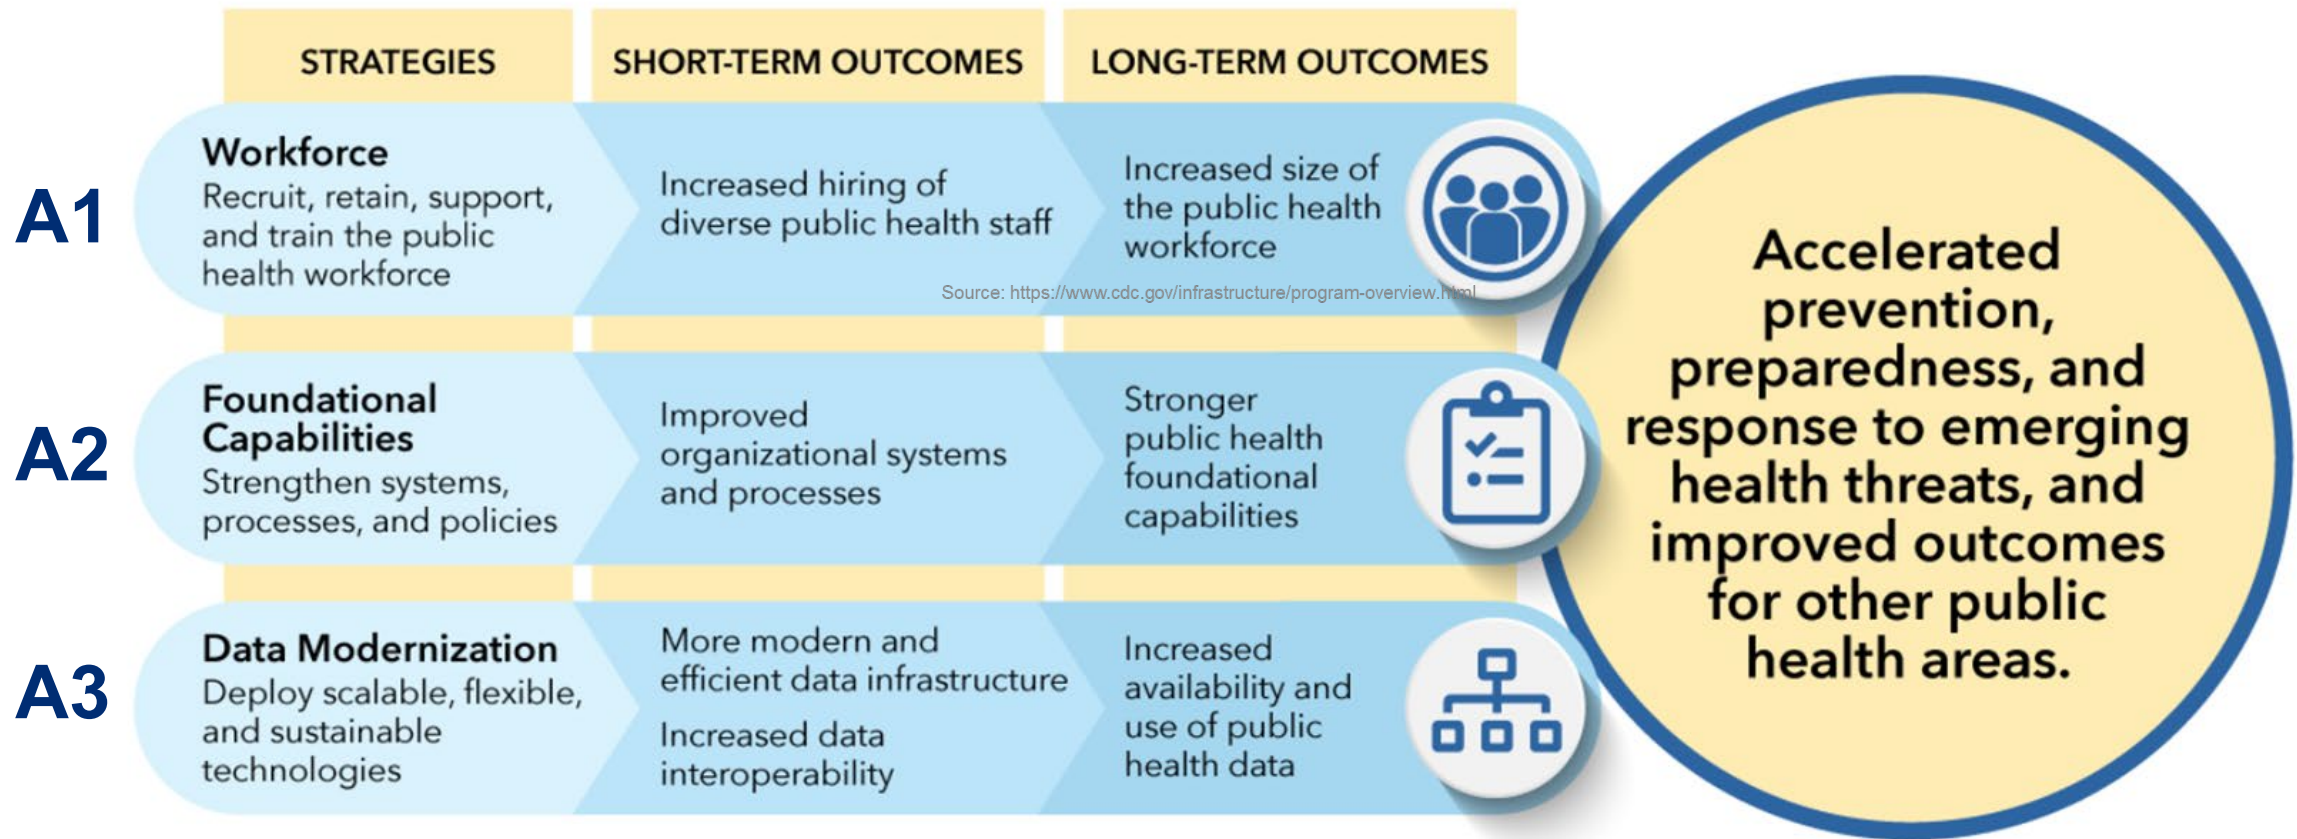 STRATEGIES
SHORT-TERM OUTCOMES
LONG-TERM OUTCOMES
A1
Workforce
Recruit, retain, support,
and train the public
health workforce
Increased hiring of
diverse public health staff
Increased size of
the public health
workforce
Source: https://www.cdc.gov/infrastructure/program-overview.html
A2
Foundational
Capabilities
Strengthen systems,
processes, and policies
Improved
organizational systems
and processes
Stronger
public health
foundational
capabilities
A3
Data Modernization
Deploy scalable, flexible,
and sustainable
technologies
More modern and
efficient data infrastructure
Increased data
interoperability
Increased
availability and
use of public
health data
Accelerated
prevention,
preparedness, and
response to emerging
health threats, and
improved outcomes
for other public
health areas.